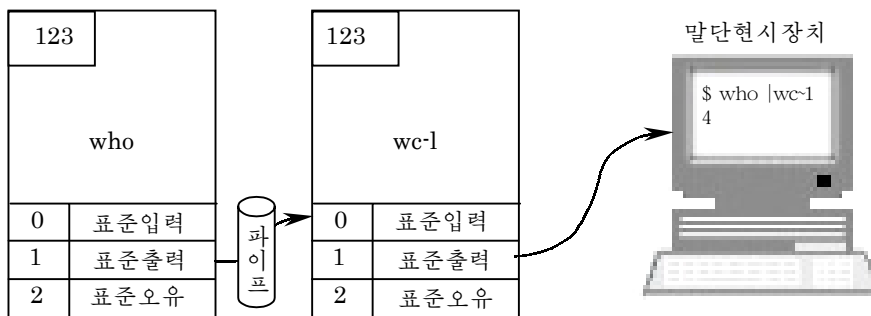 123
who
0 표준입력
1 표준출력
2 표준오유
파이프
123
wc-l
0 표준입력
1 표준출력
2 표준오유
말단현시장치
$ who |wc~1
4